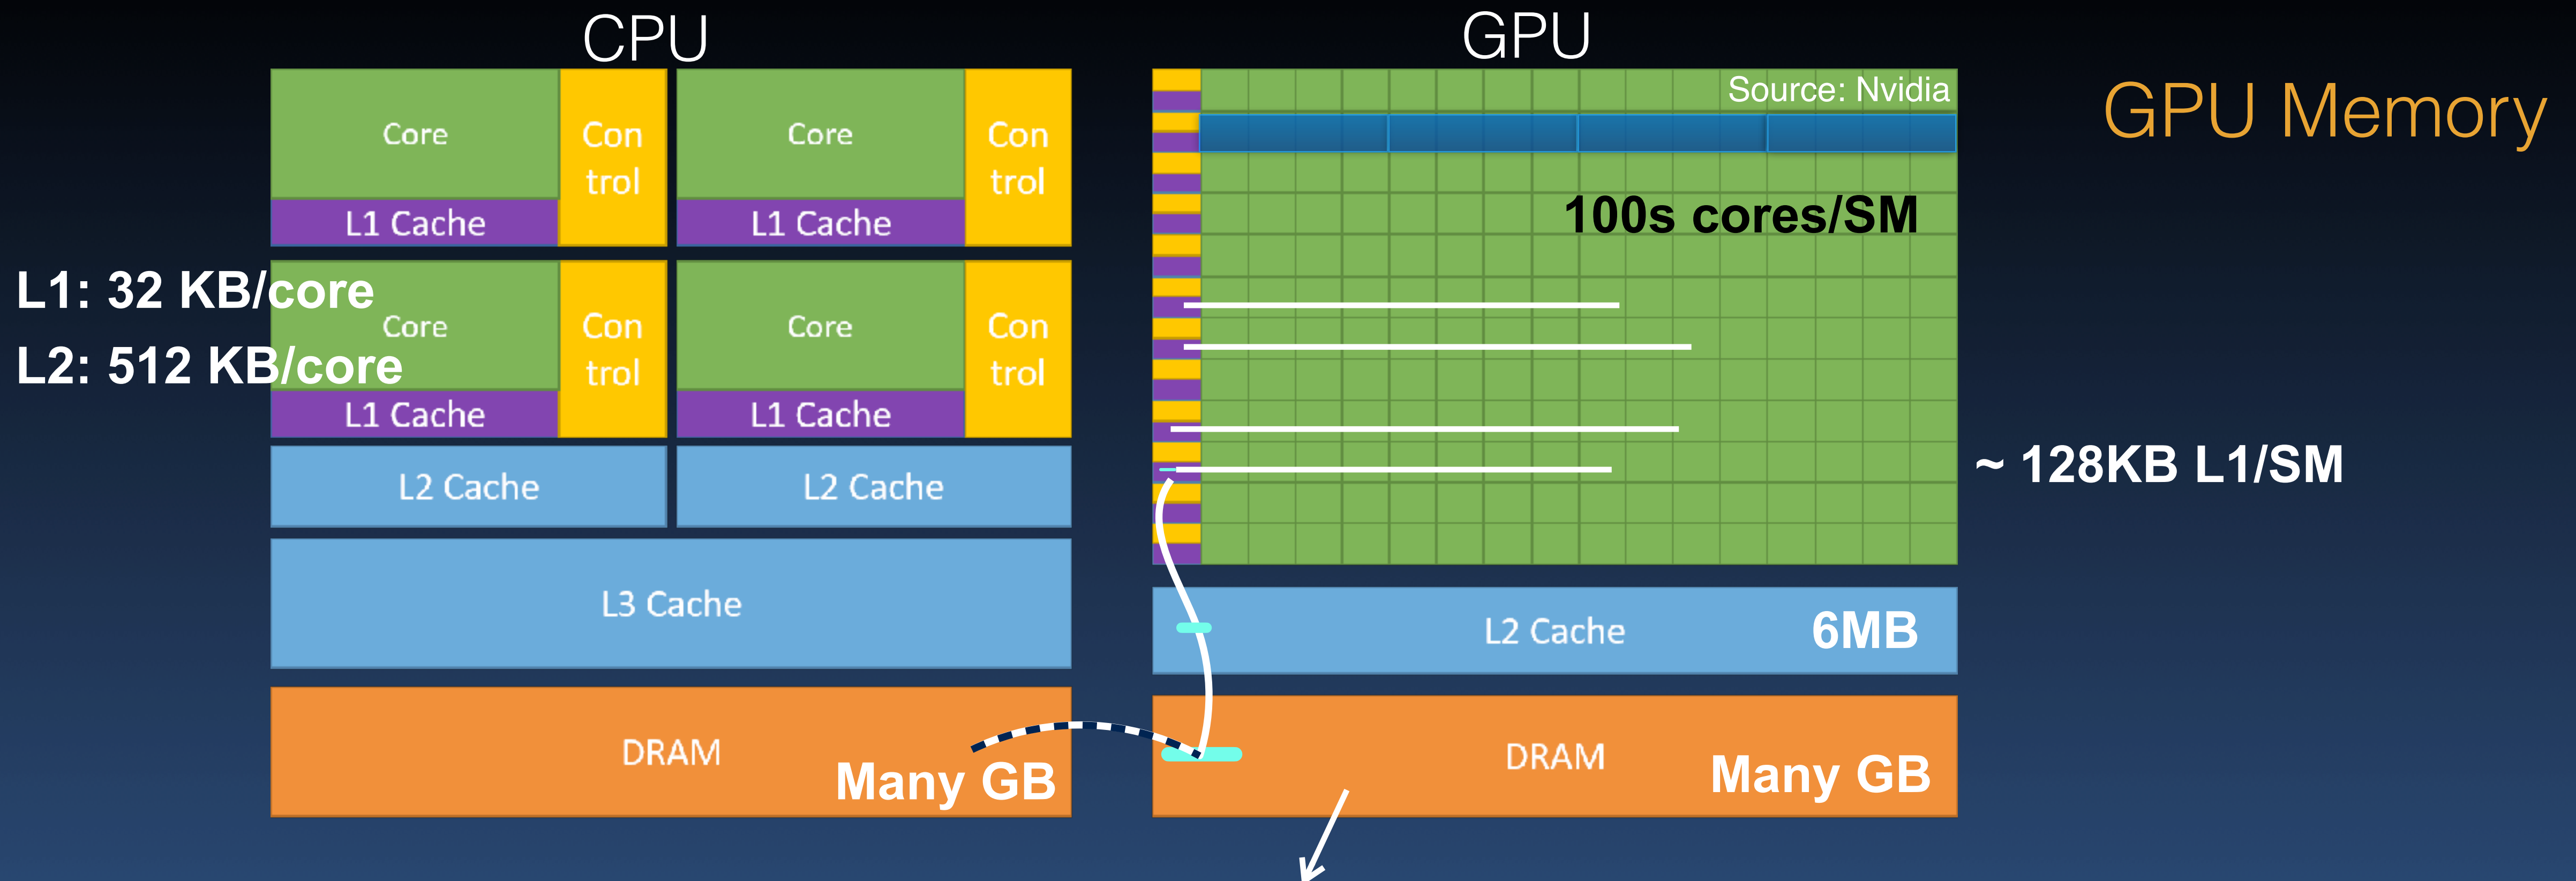 CPU
GPU
GPU Memory
Source: Nvidia
Core
Con
trol
L1 Cache
Core
Con
trol
L1 Cache
100s cores/SM
L1: 32 KB/core
L2: 512 KB/core
Core
Con
trol
L1 Cache
Core
Con
trol
L1 Cache
~ 128KB L1/SM
L2 Cache
L2 Cache
L3 Cache
L2 Cache
6MB
DRAM
Many GB
DRAM
Many GB